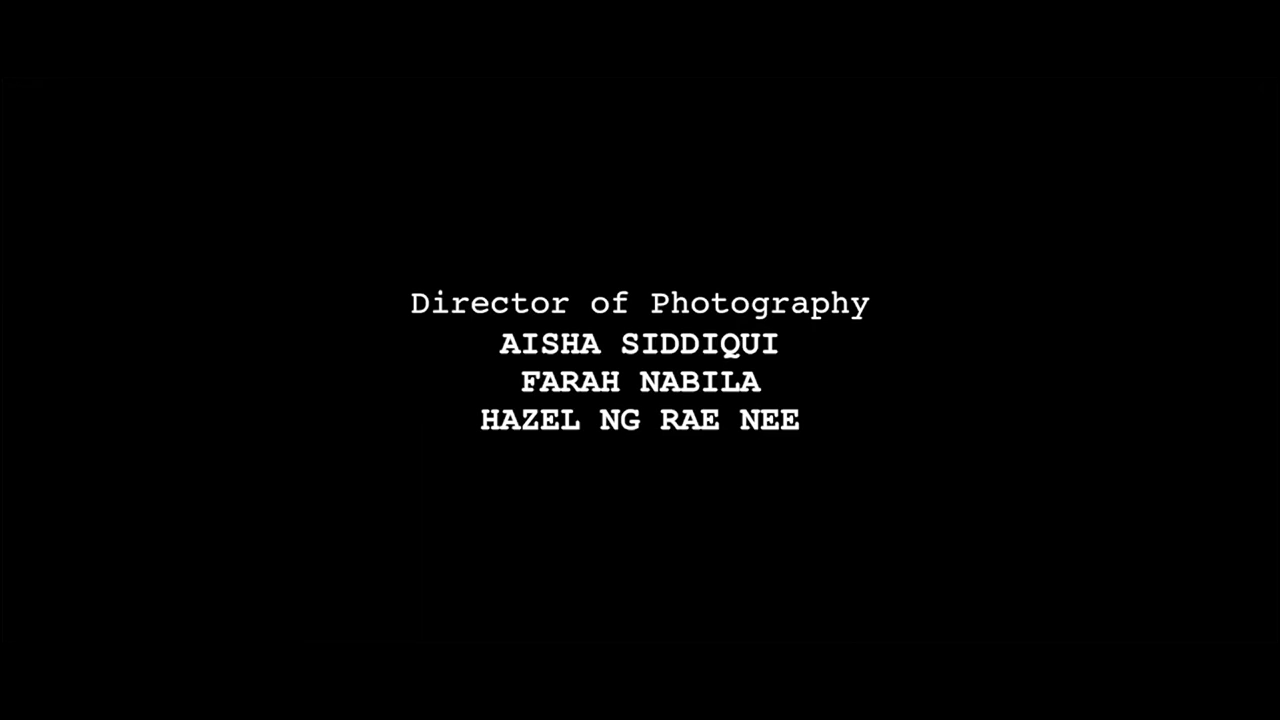 Director of Photography
AISHA SIDDIQUI
FARAH NABILA
HAZEL NG RAE NEE